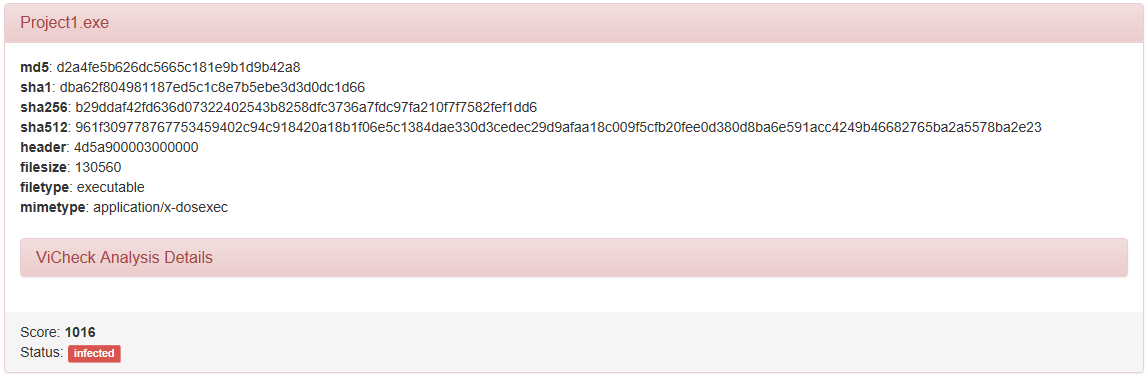 Project1.exe
md5: d2a4fe5b626dc5665c181e9b1d9b42a8
sha1: dba62f804981187ed5c1c8e7b5ebe3d3d0dc1d66
sha256: b29ddaf42fd636d07322402543b8258dfc3736a7fdc97fa210f7f7582fef1dd6
sha512: 961f309778767753459402c94c918420a18b1f06e5c1384dae330d3cedec29d9afaa18c009f5cfb20fee0d380d8ba6e591acc4249b46682765ba2a5578ba2e23
header: 4d5a900003000000
filesize: 130560
filetype: executable
mimetype: application/x-dosexec
ViCheck Analysis Details
Score: 1016
Status: infected